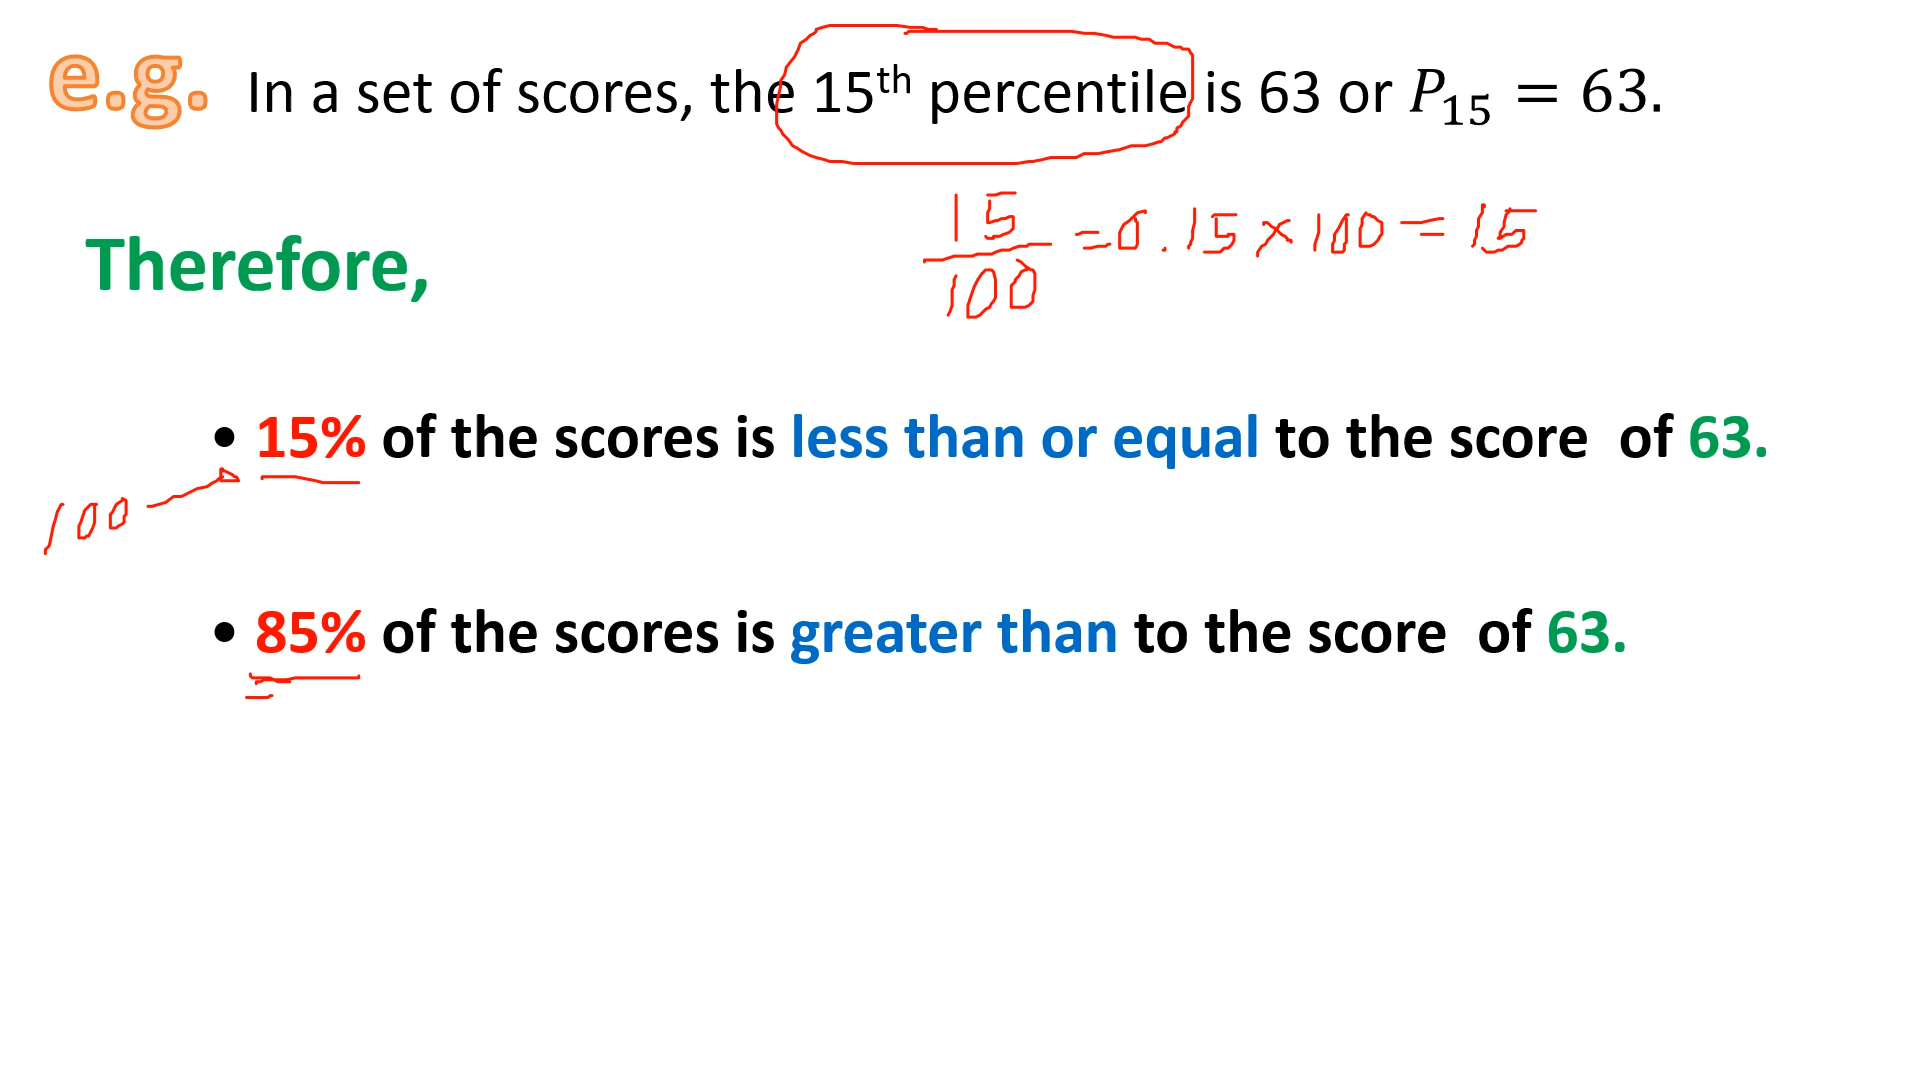 e.g. In a set of scores, the 15th percentile is 63 or P15 = 63.
15
100
= 0.15 × 100 = 15
Therefore,
• 15% of the scores is less than or equal to the score of 63.
100
• 85% of the scores is greater than to the score of 63.